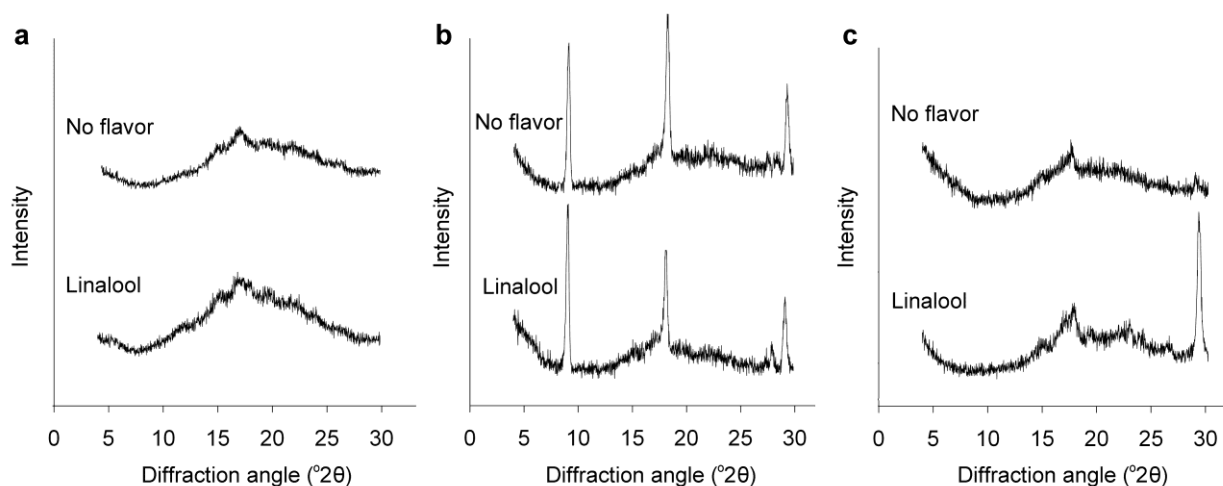 a
No flavor
Linalool
Intensity
0 5 10 15 20 25 30
Diffraction angle (°2θ)
b
No flavor
Linalool
Intensity
0 5 10 15 20 25 30
Diffraction angle (°2θ)
c
No flavor
Linalool
Intensity
0 5 10 15 20 25 30
Diffraction angle (°2θ)